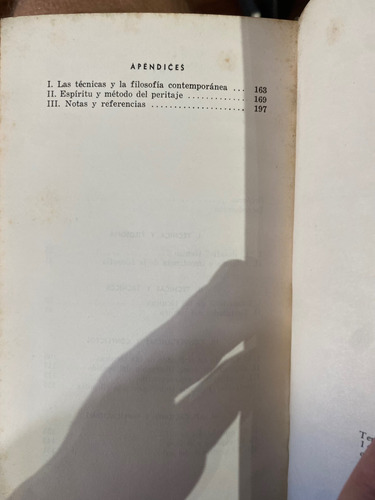 APÉNDICES
I. Las técnicas y la filosofía contemporánea ... 163
II. Espíritu y método del peritaje ............. 169
III. Notas y referencias ..................... 197